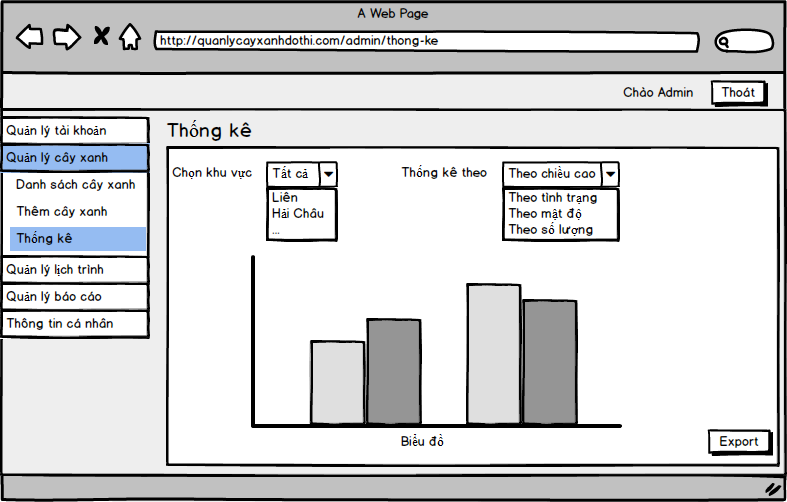 A Web Page
http://quanlycayxanhdothi.com/admin/thong-ke
Chào Admin
Thoát
Quản lý tài khoản
Quản lý cây xanh
Danh sách cây xanh
Thêm cây xanh
Thống kê
Quản lý lịch trình
Quản lý báo cáo
Thông tin cá nhân
Thống kê
Chọn khu vực
Tất cả
Liên
Hải Châu
...
Thống kê theo
Theo chiều cao
Theo tình trạng
Theo mật độ
Theo số lượng
Biểu đồ
Export